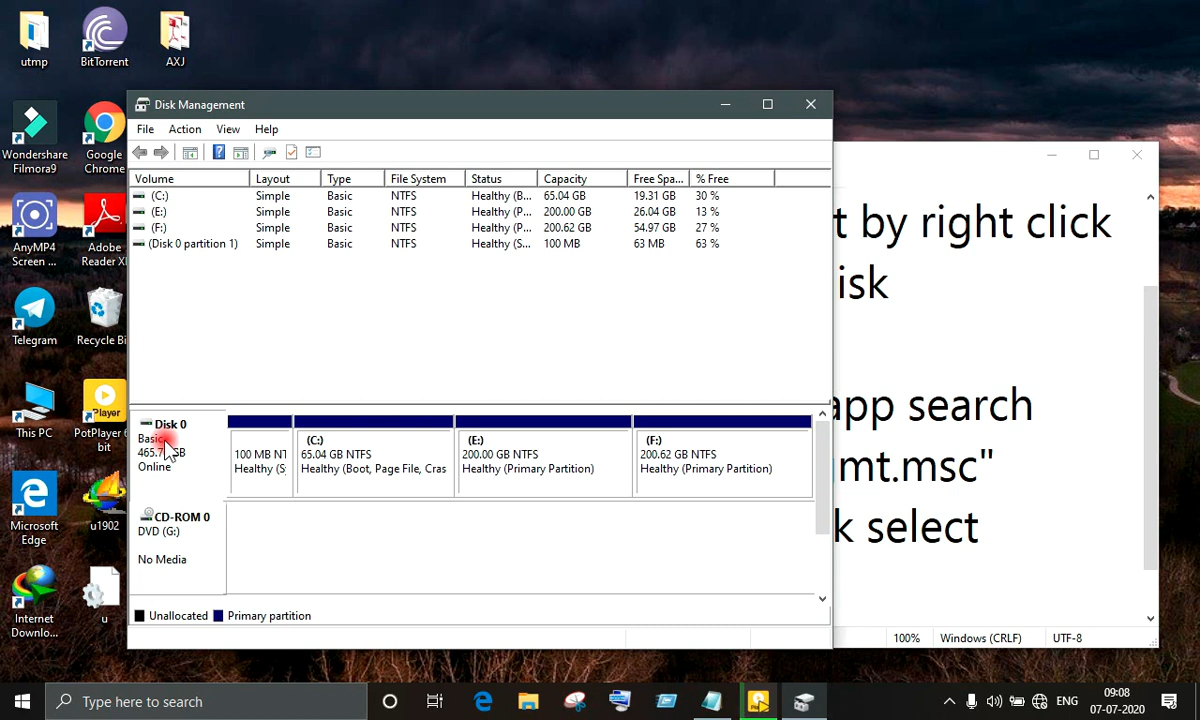 utmp
BitTorrent
AXJ
Wondershare
Filmora9
Google
Chrome
AnyMP4
Screen ...
Adobe
Reader XI
Telegram
Recycle Bi
This PC
PotPlayer 6
bit
Player
Microsoft
Edge
u1902
Internet
Downlo...
u
Disk Management
File Action View Help
Volume Layout Type File System Status Capacity Free Spa... % Free
(C:) Simple Basic NTFS Healthy (B... 65.04 GB 19.31 GB 30 %
(E:) Simple Basic NTFS Healthy (P... 200.00 GB 26.04 GB 13 %
(F:) Simple Basic NTFS Healthy (P... 200.62 GB 54.97 GB 27 %
(Disk 0 partition 1) Simple Basic NTFS Healthy (S... 100 MB 63 MB 63 %
Disk 0
Basic
GB
Online
100 MB NT
Healthy (S
(C:)
65.04 GB NTFS
Healthy (Boot, Page File, Cras
(E:)
200.00 GB NTFS
Healthy (Primary Partition)
(F:)
200.62 GB NTFS
Healthy (Primary Partition)
CD-ROM 0
DVD (G:)
No Media
Unallocated Primary partition
t by right click
isk
app search
mt.msc"
k select
100% Windows (CRLF) UTF-8
Type here to search
ENG
09:08
07-07-2020